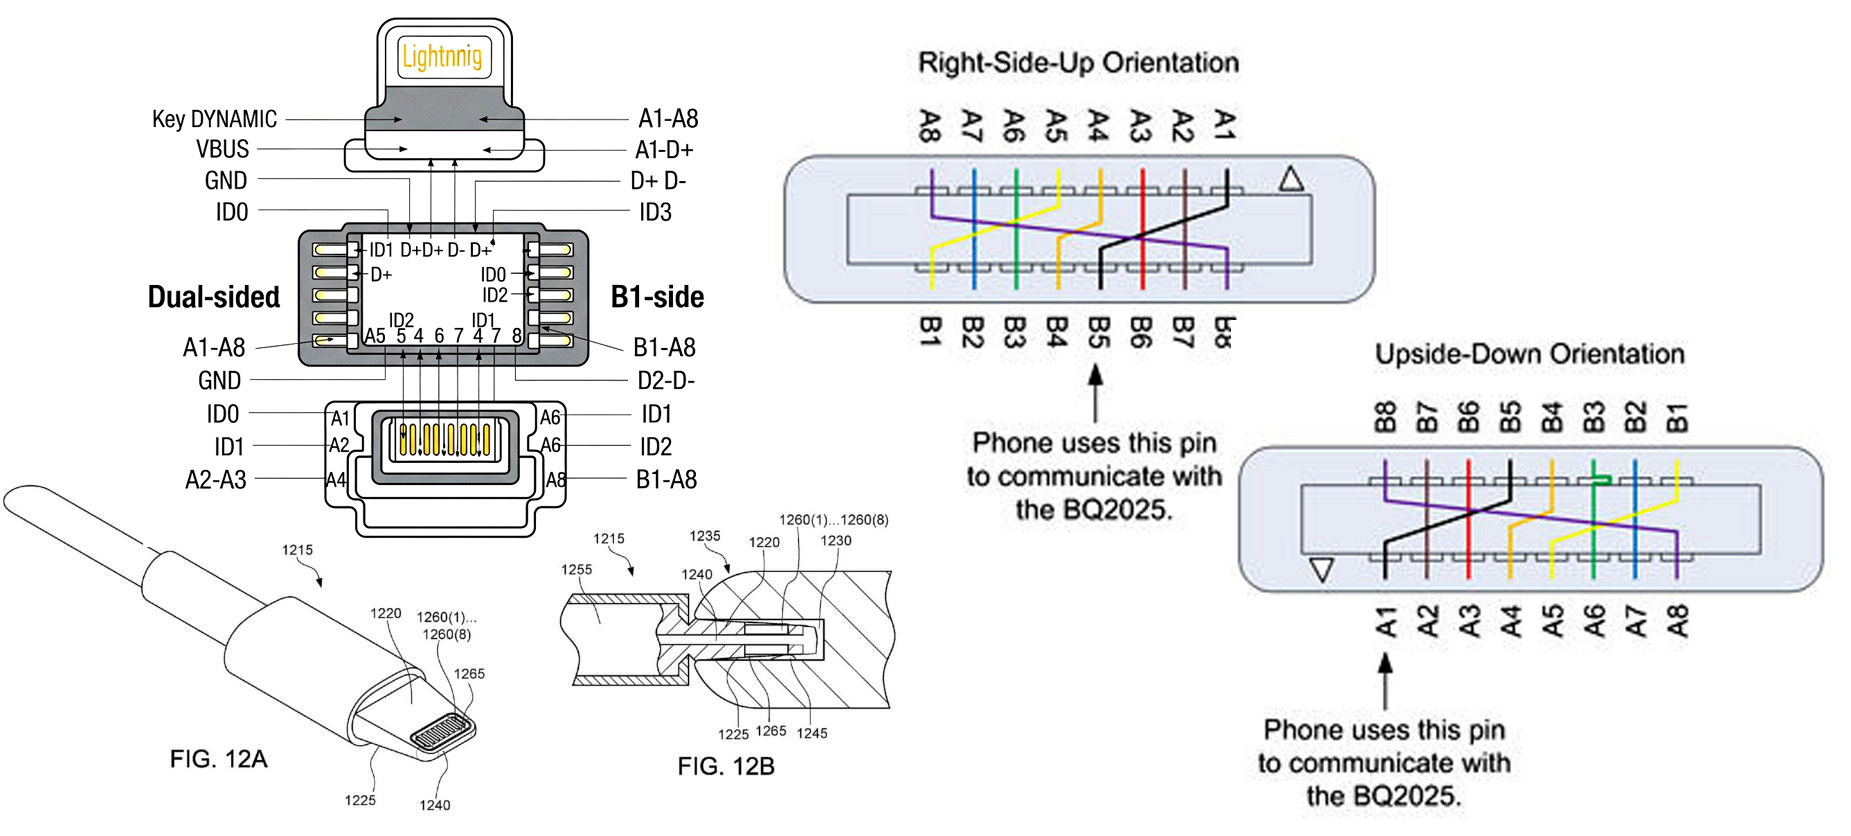 Lightnnig
Key DYNAMIC
A1-A8
VBUS
A1-D+
GND
D+ D-
ID0
ID3
ID1 D+D+ D- D+
D+
ID0
ID2
Dual-sided
B1-side
ID2
ID1
A5 5 4 6 7 4 7 8
A1-A8
B1-A8
GND
D2-D-
ID0
A1
A6
ID1
ID1
A2
A6
ID2
A2-A3
A4
A8
B1-A8
1215
1220
1260(1)...
1260(8)
1265
FIG. 12A
1225
1240
1260(1)...1260(8)
1215
1235
1220
1230
1255
1240
1225
1265
1245
FIG. 12B
Right-Side-Up Orientation
A8 A7 A6 A5 A4 A3 A2 A1
B1 B2 B3 B4 B5 B6 B7 B8
Phone uses this pin
to communicate with
the BQ2025.
Upside-Down Orientation
B8 B7 B6 B5 B4 B3 B2 B1
A1 A2 A3 A4 A5 A6 A7 A8
Phone uses this pin
to communicate with
the BQ2025.